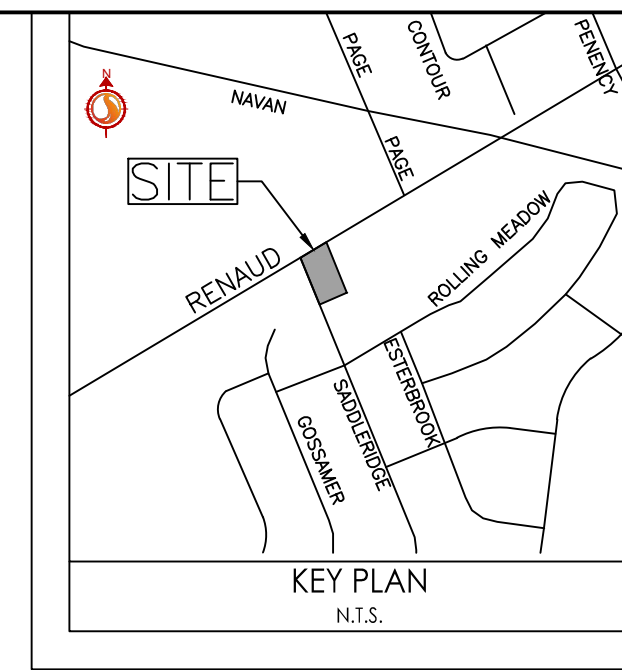 PAGE
CONTOUR
PENENCY
N
NAVAN
PAGE
SITE
ROLLING MEADOW
RENAUD
ESTERBROOK
SADDLERIDGE
GOSSAMER
KEY PLAN
N.T.S.